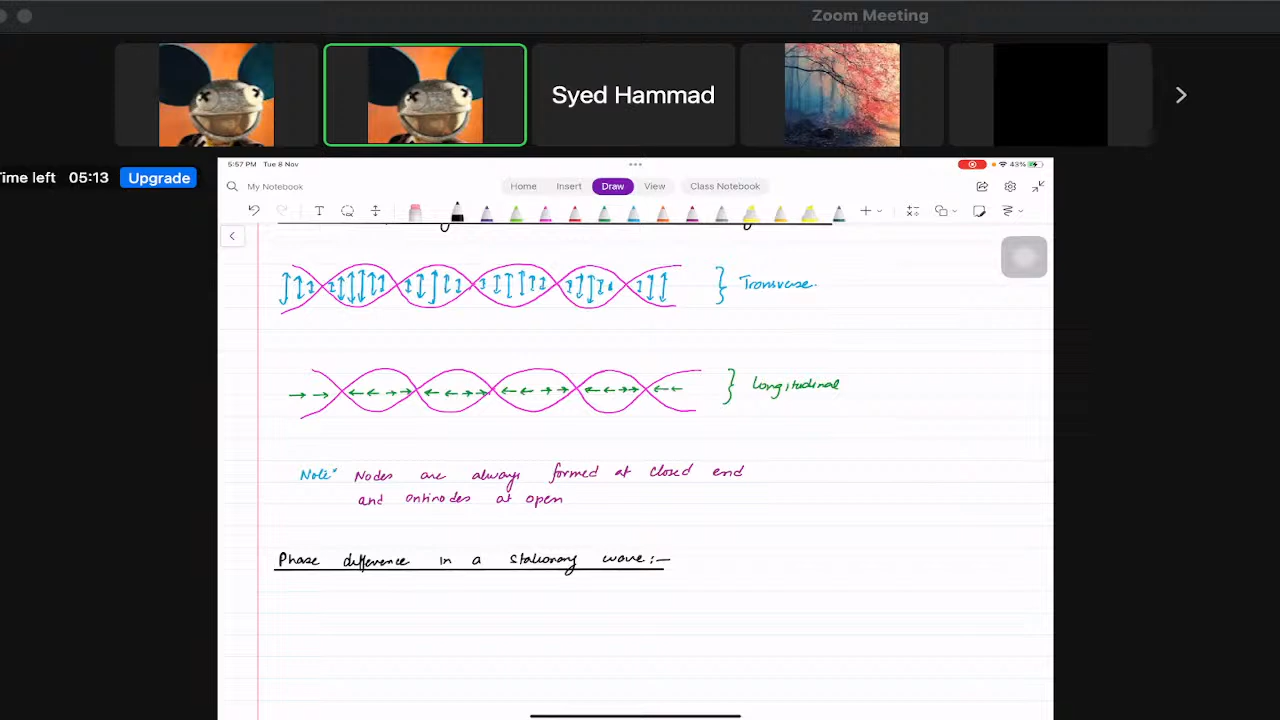 Zoom Meeting
Syed Hammad
ime left 05:13 Upgrade
5:57 PM Tue 8 Nov
43%
My Notebook
Home Insert Draw View Class Notebook
Transverse.
Longitudinal
Note: Nodes are always formed at closed end
and antinodes at open
Phase difference in a stationary wave:-